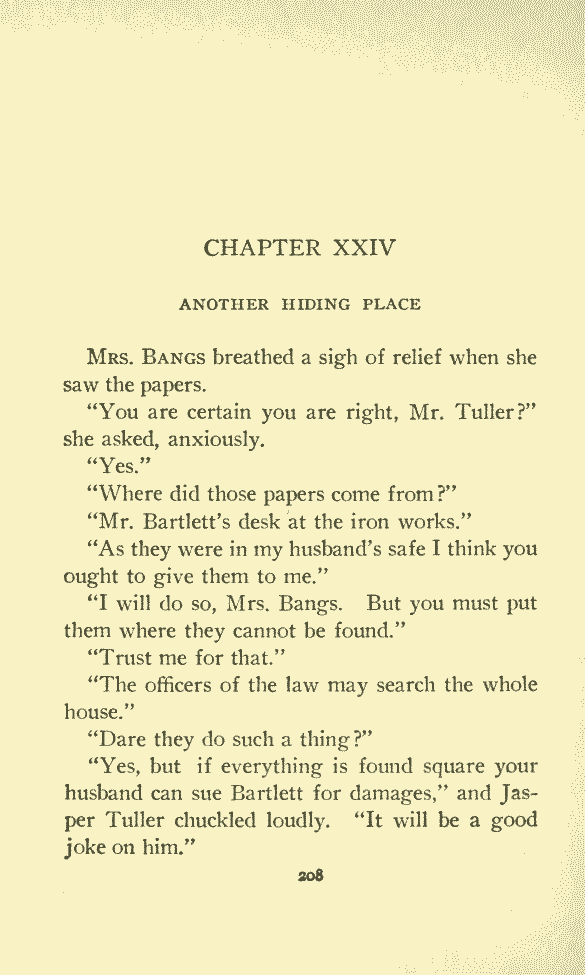 CHAPTER XXIV
ANOTHER HIDING PLACE
MRS. BANGS breathed a sigh of relief when she
saw the papers.
“You are certain you are right, Mr. Tuller?”
she asked, anxiously.
“Yes.”
“Where did those papers come from?”
“Mr. Bartlett’s desk at the iron works.”
“As they were in my husband’s safe I think you
ought to give them to me.”
“I will do so, Mrs. Bangs. But you must put
them where they cannot be found.”
“Trust me for that.”
“The officers of the law may search the whole
house.”
“Dare they do such a thing?”
“Yes, but if everything is found square your
husband can sue Bartlett for damages,” and Jas-
per Tuller chuckled loudly. “It will be a good
joke on him.”
208